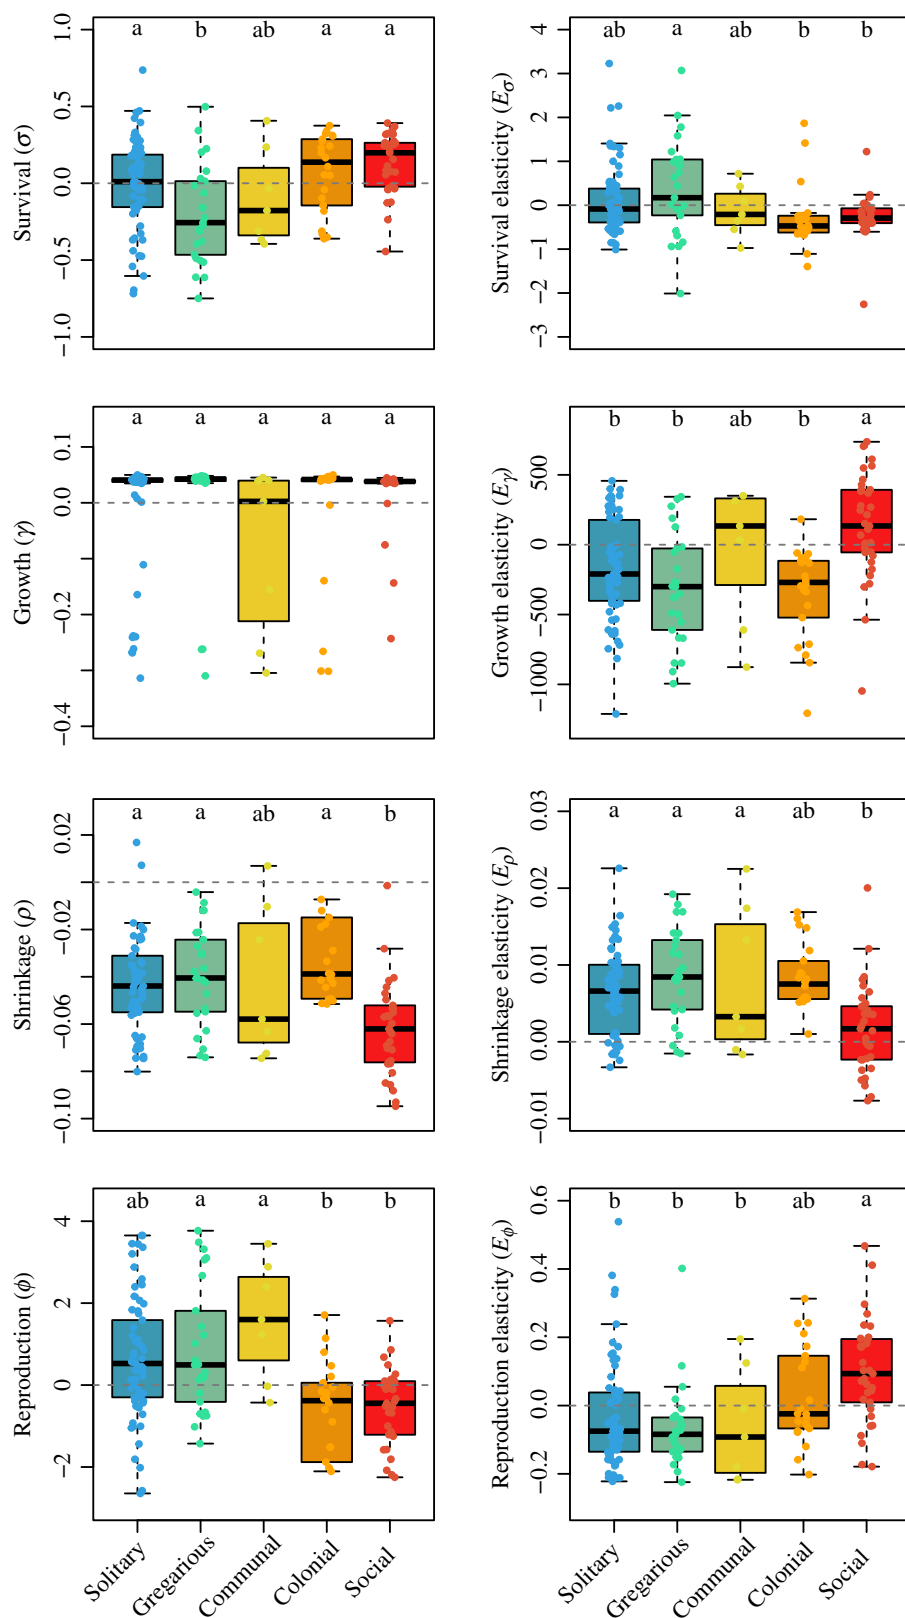 Survival (σ)
1.0
0.5
0.0
−0.5
−1.0
a b ab a a
Survival elasticity (Eσ)
4
3
2
1
0
−1
−2
−3
ab a ab b b
Growth (γ)
0.1
0.0
−0.2
−0.4
a a a a a
Growth elasticity (Eγ)
500
0
−500
−1000
b b ab b a
Shrinkage (ρ)
0.02
−0.02
−0.06
−0.10
a a ab a b
Shrinkage elasticity (Eρ)
0.03
0.02
0.01
0.00
−0.01
a a a ab b
Reproduction (ϕ)
4
2
0
−2
ab a a b b
Reproduction elasticity (Eϕ)
0.6
0.4
0.2
0.0
−0.2
b b b ab a
Solitary
Gregarious
Communal
Colonial
Social
Solitary
Gregarious
Communal
Colonial
Social